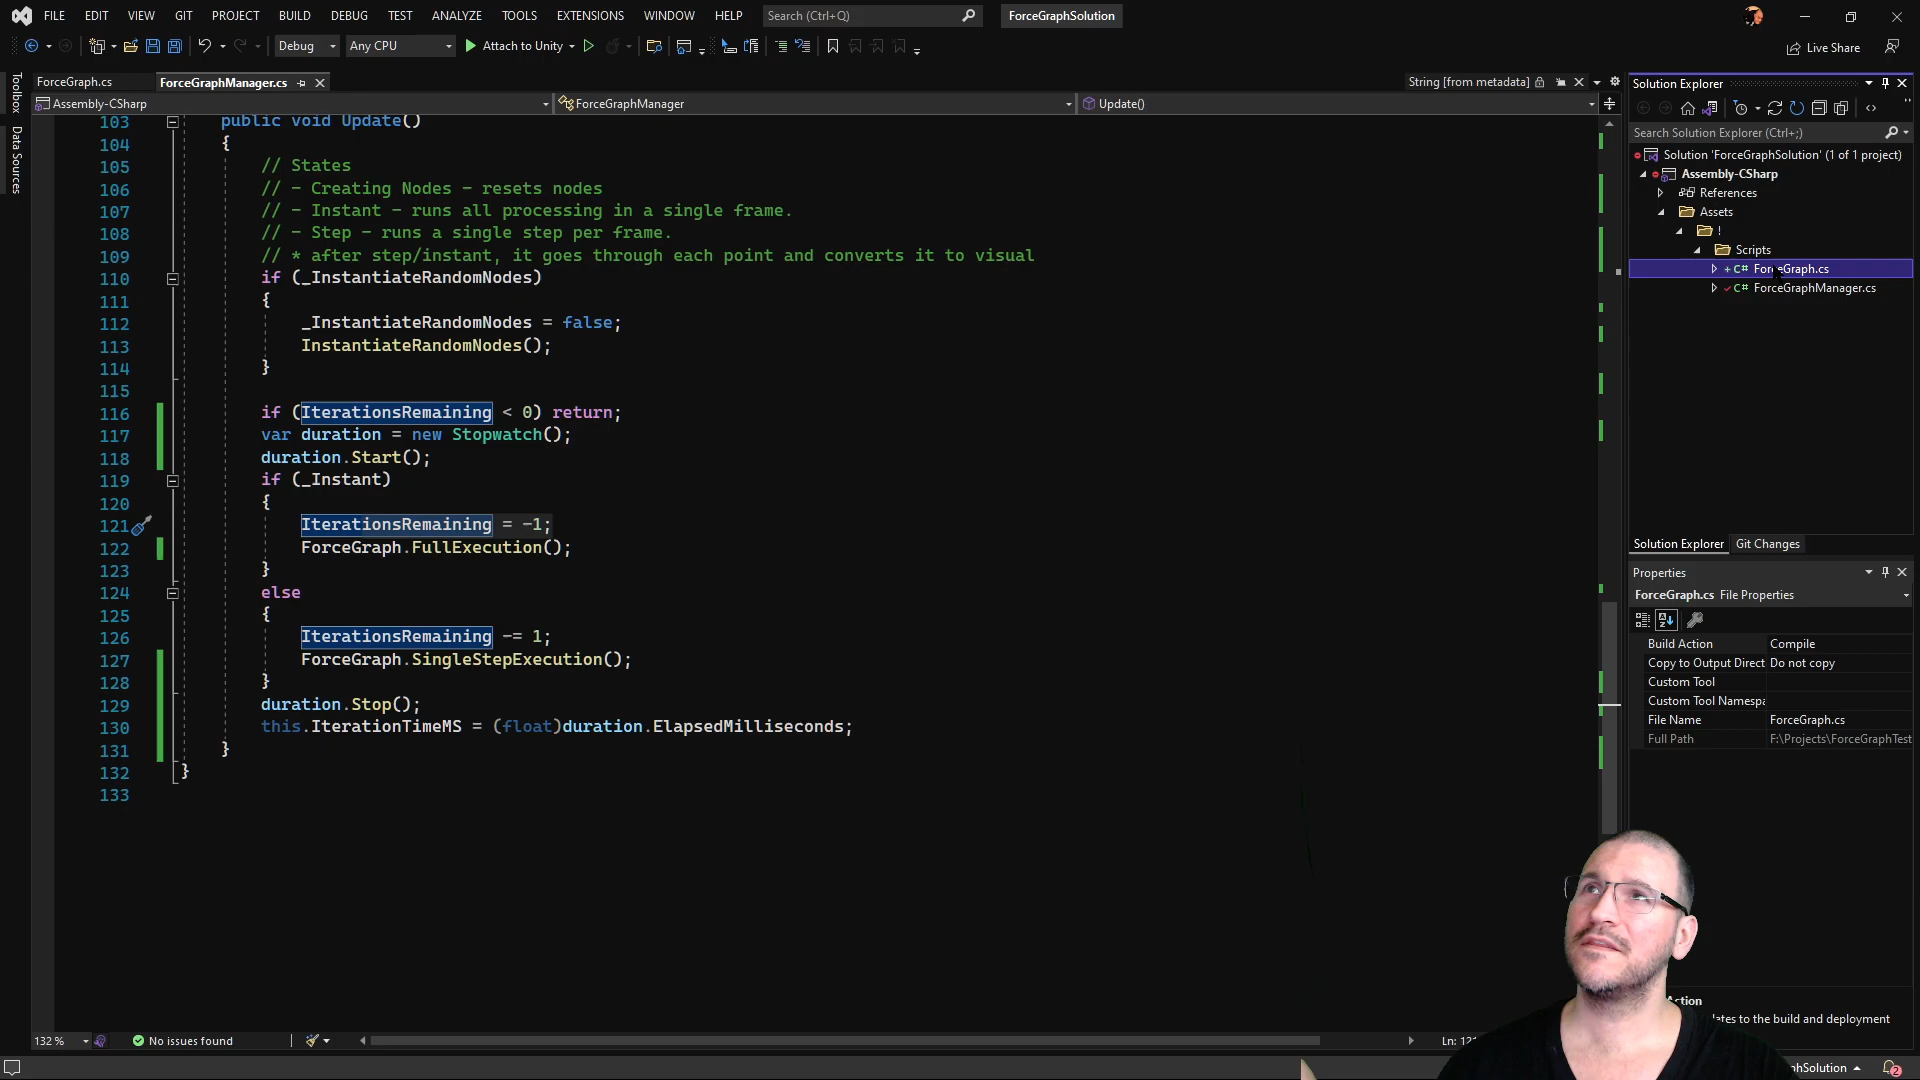 FILE EDIT VIEW GIT PROJECT BUILD DEBUG TEST ANALYZE TOOLS EXTENSIONS WINDOW HELP Search (Ctrl+Q) ForceGraphSolution
Debug Any CPU Attach to Unity Live Share
Toolbox
Data Sources
ForceGraph.cs ForceGraphManager.cs String [from metadata]
Assembly-CSharp ForceGraphManager Update()
103 public void Update()
104 {
105 // States
106 // - Creating Nodes - resets nodes
107 // - Instant - runs all processing in a single frame.
108 // - Step - runs a single step per frame.
109 // * after step/instant, it goes through each point and converts it to visual
110 if (_InstantiateRandomNodes)
111 {
112 _InstantiateRandomNodes = false;
113 InstantiateRandomNodes();
114 }
115
116 if (IterationsRemaining < 0) return;
117 var duration = new Stopwatch();
118 duration.Start();
119 if (_Instant)
120 {
121 IterationsRemaining = -1;
122 ForceGraph.FullExecution();
123 }
124 else
125 {
126 IterationsRemaining -= 1;
127 ForceGraph.SingleStepExecution();
128 }
129 duration.Stop();
130 this.IterationTimeMS = (float)duration.ElapsedMilliseconds;
131 }
132 }
133
132 % No issues found
Solution Explorer
Search Solution Explorer (Ctrl+;)
Solution 'ForceGraphSolution' (1 of 1 project)
Assembly-CSharp
References
Assets
!
Scripts
C# ForceGraph.cs
C# ForceGraphManager.cs
Solution Explorer Git Changes
Properties
ForceGraph.cs File Properties
Build Action Compile
Copy to Output Direct Do not copy
Custom Tool
Custom Tool Namespa
File Name ForceGraph.cs
Full Path F:\Projects\ForceGraphTest
Action
ates to the build and deployment
hSolution 2